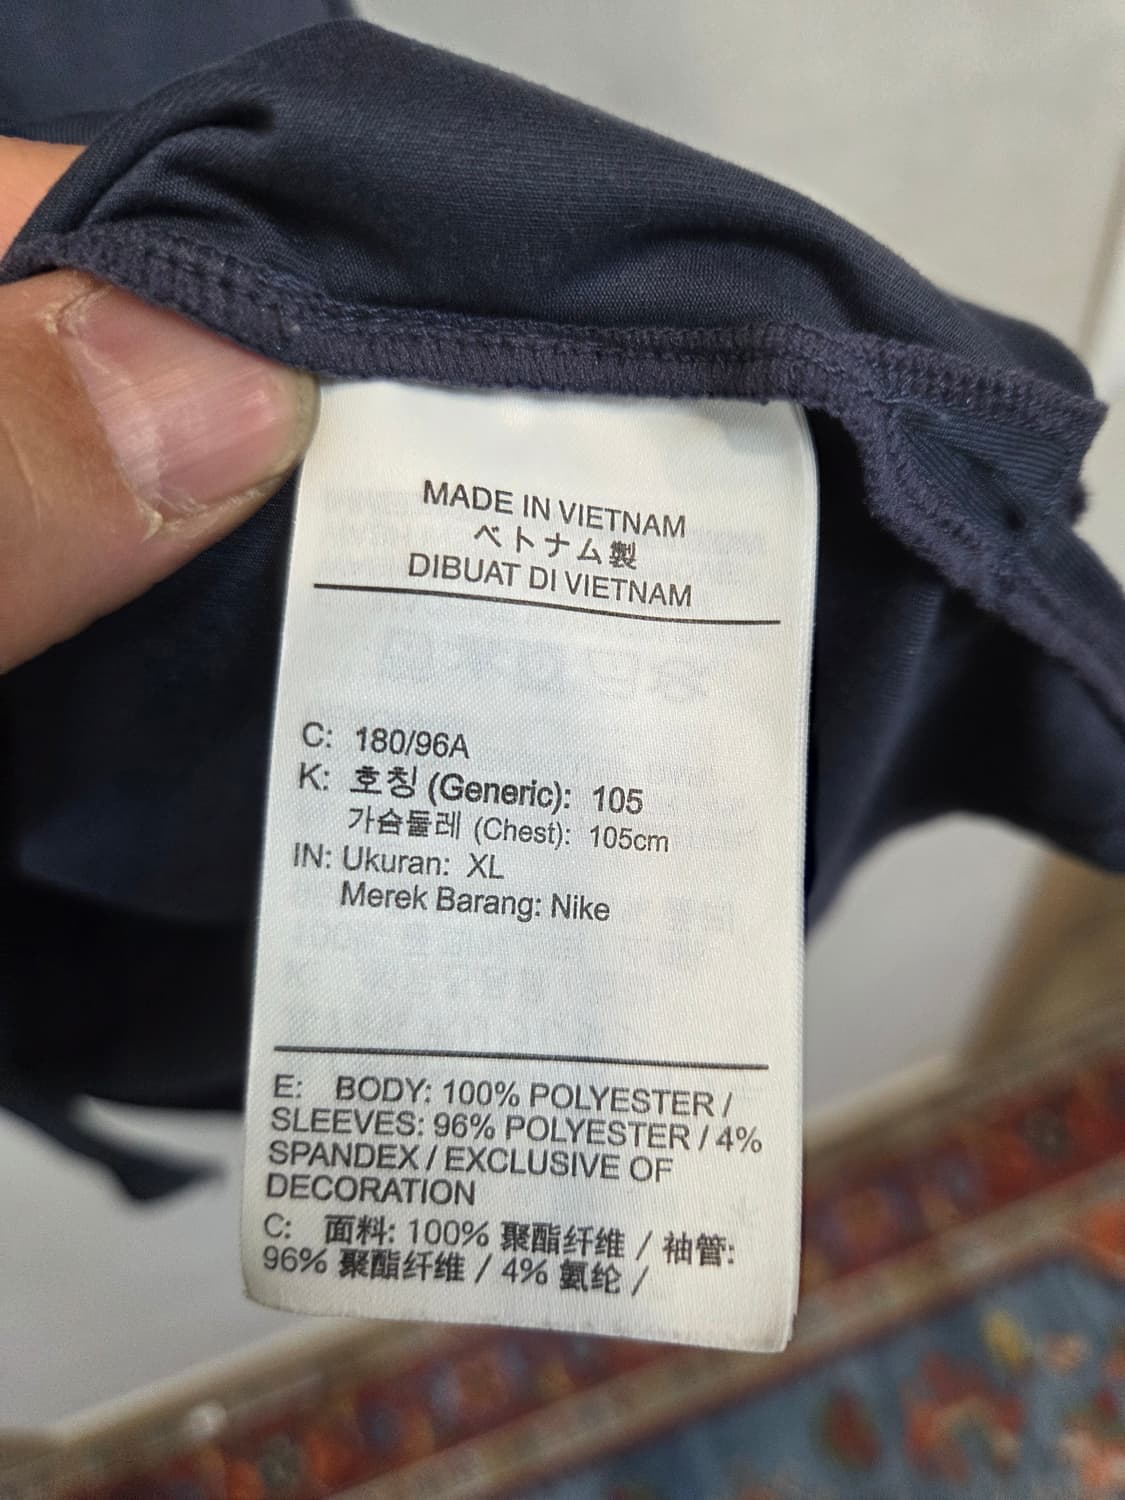 MADE IN VIETNAM
ベトナム製
DIBUAT DI VIETNAM
C: 180/96A
K: 호칭 (Generic): 105
가슴둘레 (Chest): 105cm
IN: Ukuran: XL
Merek Barang: Nike
E: BODY: 100% POLYESTER /
SLEEVES: 96% POLYESTER / 4%
SPANDEX / EXCLUSIVE OF
DECORATION
C: 面料: 100% 聚酯纤维 / 袖管:
96% 聚酯纤维 / 4% 氨纶 /